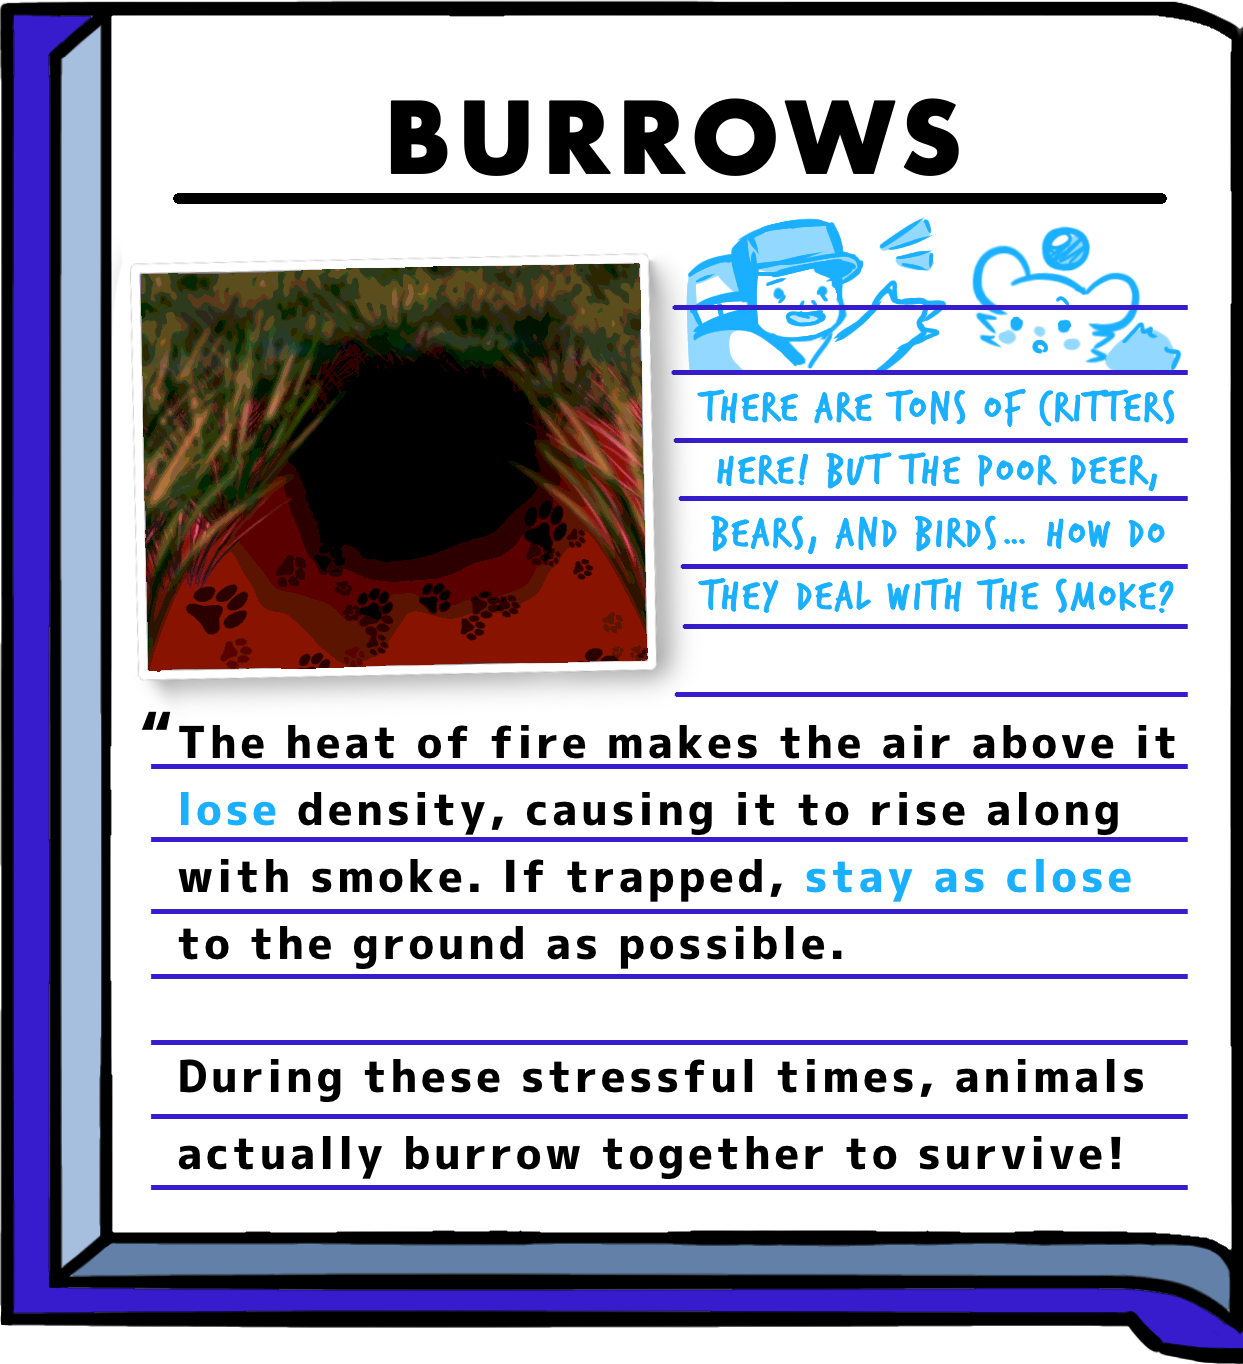 BURROWS
THERE ARE TONS OF CRITTERS
HERE! BUT THE POOR DEER,
BEARS, AND BIRDS... HOW DO
THEY DEAL WITH THE SMOKE?
“The heat of fire makes the air above it
lose density, causing it to rise along
with smoke. If trapped, stay as close
to the ground as possible.
During these stressful times, animals
actually burrow together to survive!